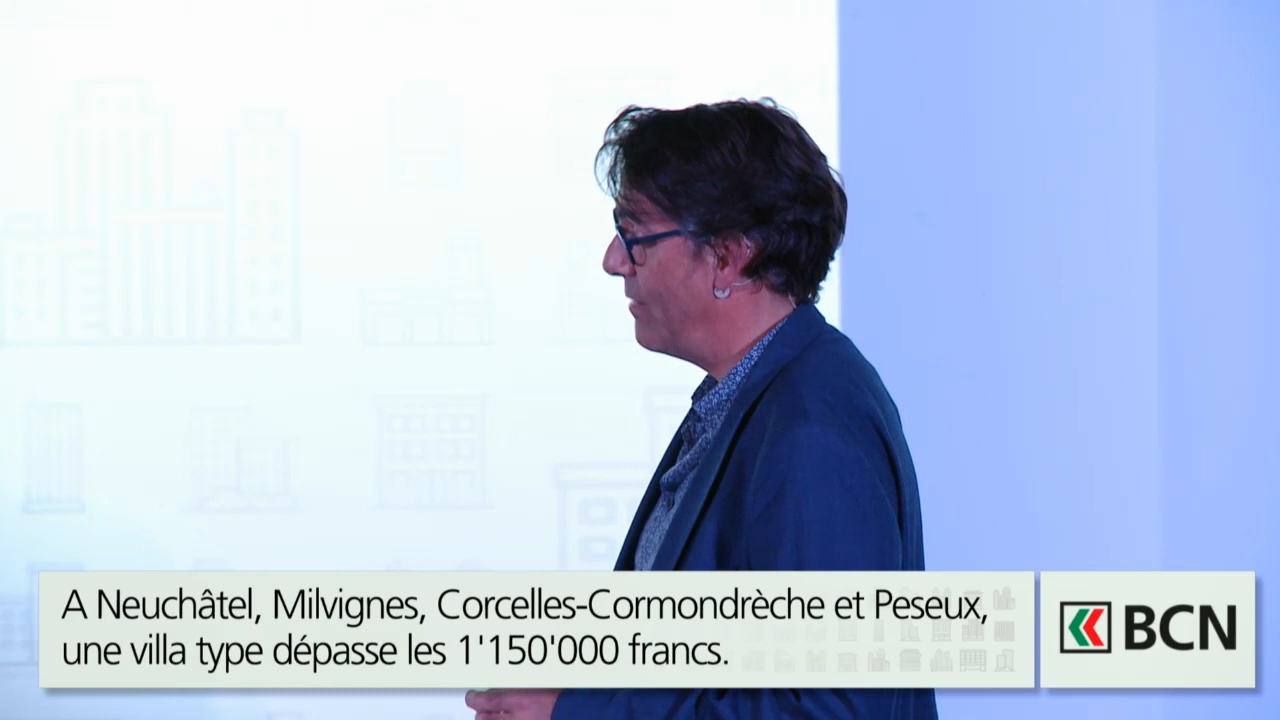 A Neuchâtel, Milvignes, Corcelles-Cormondrèche et Peseux,
une villa type dépasse les 1'150'000 francs.
BCN